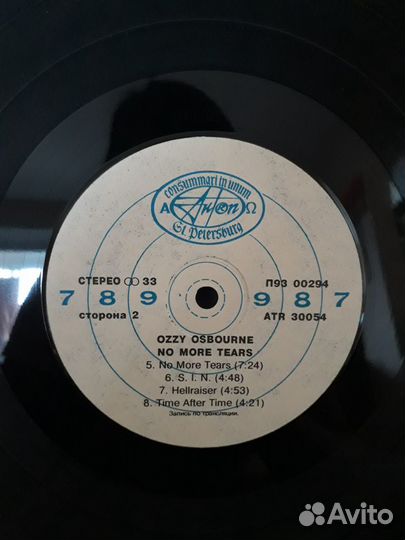 consummari in unum
А Акоп Ω
St. Petersburg
СТЕРЕО 33
П93 00294
7 8 9 9 8 7
сторона 2
ATR 30054
OZZY OSBOURNE
NO MORE TEARS
5. No More Tears (7:24)
6. S. I. N. (4:48)
7. Hellraiser (4:53)
8. Time After Time (4:21)
Запись по трансляции.
Avito